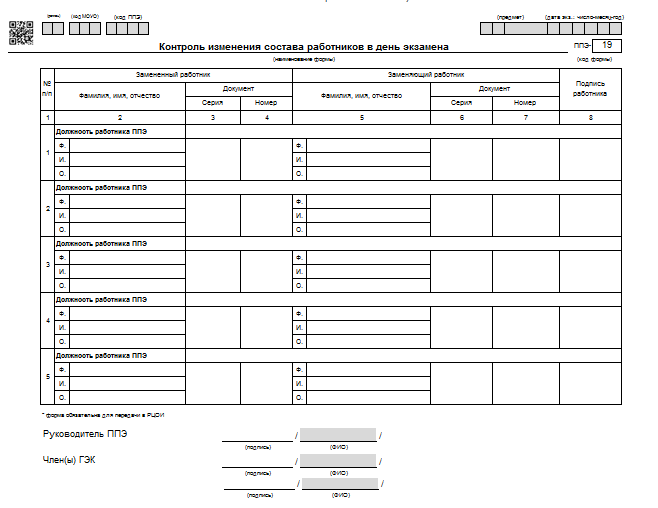 (регион) (код МСУО) (код ППЭ) (предмет) (дата экз.: число-месяц-год)
Контроль изменения состава работников в день экзамена ППЭ- 19
(наименование формы) (код формы)
№ п/п Замененный работник Заменяющий работник Подпись работника
Фамилия, имя, отчество Документ Фамилия, имя, отчество Документ
Серия Номер Серия Номер
1 2 3 4 5 6 7 8
Должность работника ППЭ
Ф. Ф.
1 И. И.
О. О.
Должность работника ППЭ
Ф. Ф.
2 И. И.
О. О.
Должность работника ППЭ
Ф. Ф.
3 И. И.
О. О.
Должность работника ППЭ
Ф. Ф.
4 И. И.
О. О.
Должность работника ППЭ
Ф. Ф.
5 И. И.
О. О.
* форма обязательна для передачи в РЦОИ
Руководитель ППЭ / /
(подпись) (ФИО)
Член(ы) ГЭК / /
(подпись) (ФИО)
/ /
(подпись) (ФИО)